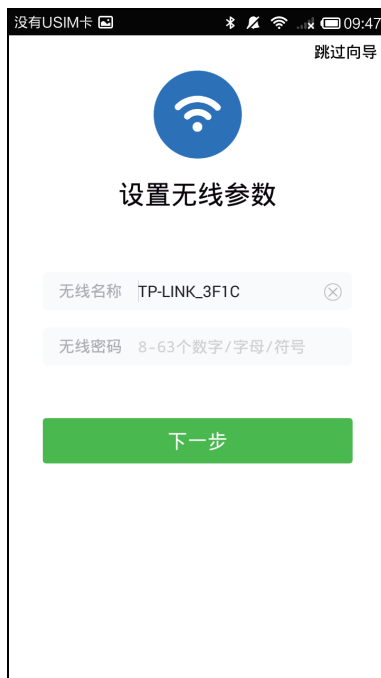 没有USIM卡 09:47
跳过向导
设置无线参数
无线名称 TP-LINK_3F1C
无线密码 8-63个数字/字母/符号
下一步